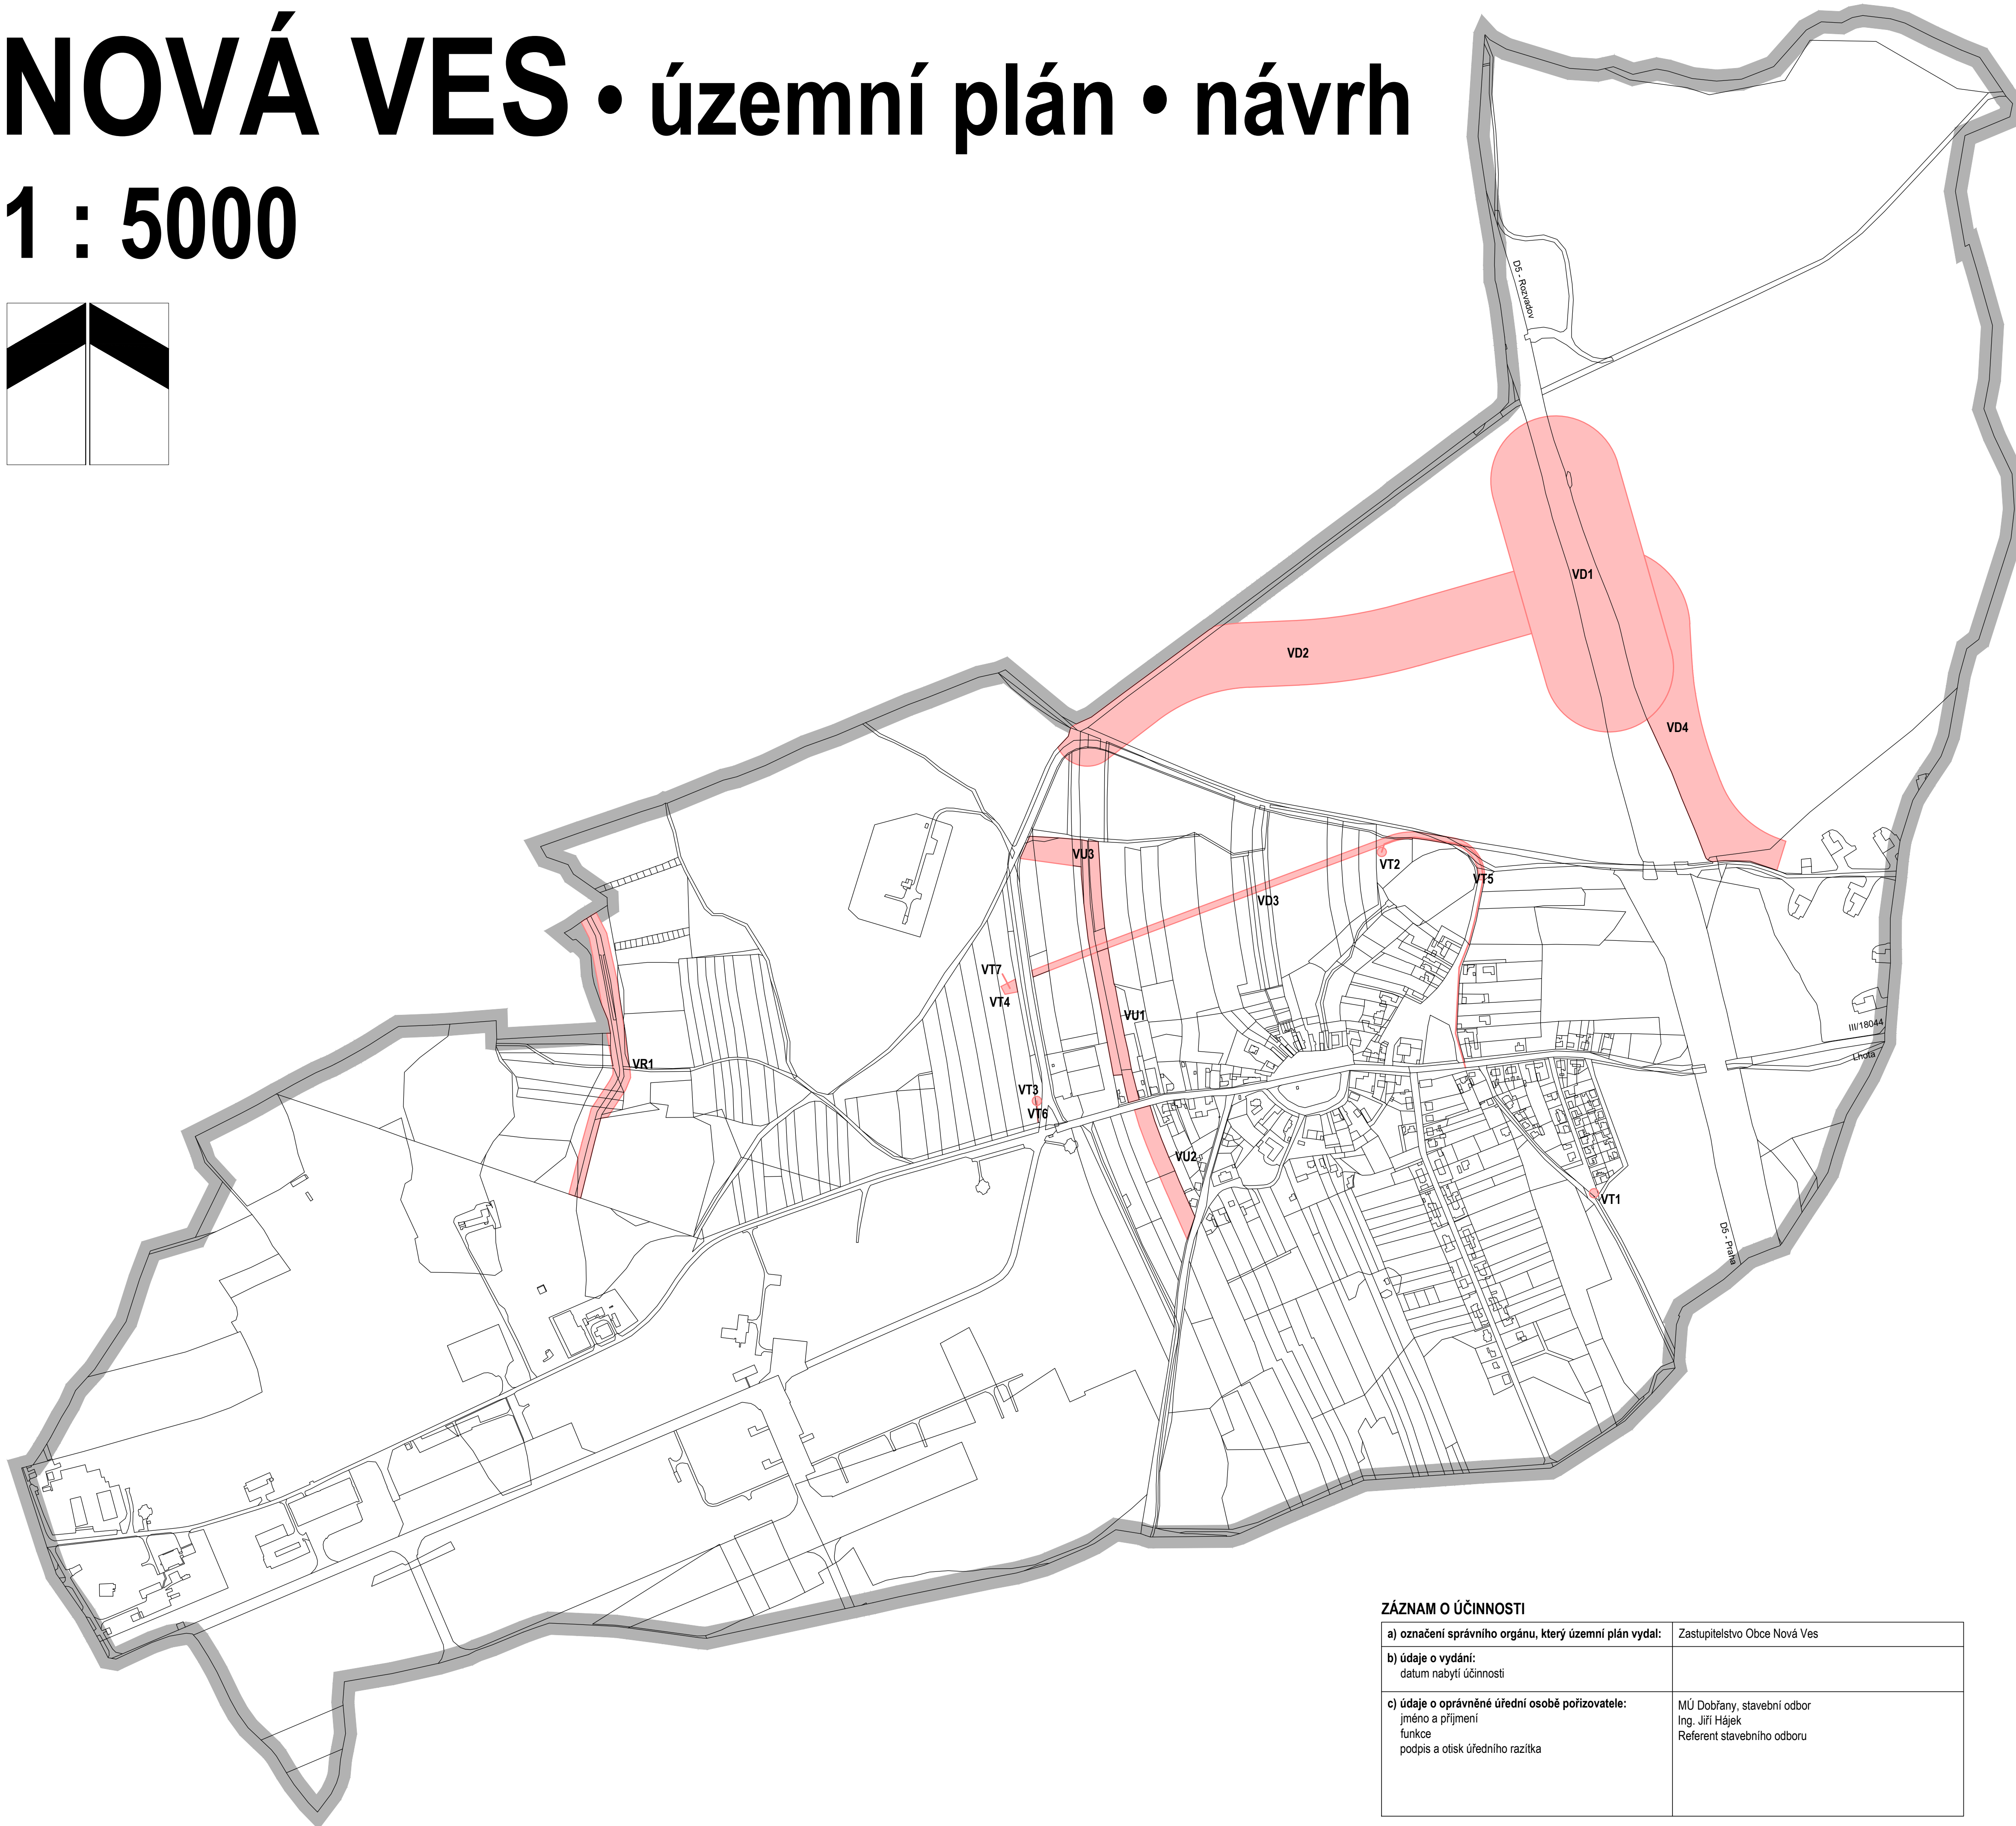 NOVÁ VES • územní plán • návrh
1 : 5000
D5 - Rozvadov
VD1
VD2
VD4
VU3
VT2
VT5
VD3
VT7
VT4
VU1
III/18044
Lhota
VR1
VT3
VT6
VU2
VT1
D5 - Praha
ZÁZNAM O ÚČINNOSTI
a) označení správního orgánu, který územní plán vydal:
Zastupitelstvo Obce Nová Ves
b) údaje o vydání:
datum nabytí účinnosti
c) údaje o oprávněné úřední osobě pořizovatele:
jméno a příjmení
funkce
podpis a otisk úředního razítka
MÚ Dobřany, stavební odbor
Ing. Jiří Hájek
Referent stavebního odboru